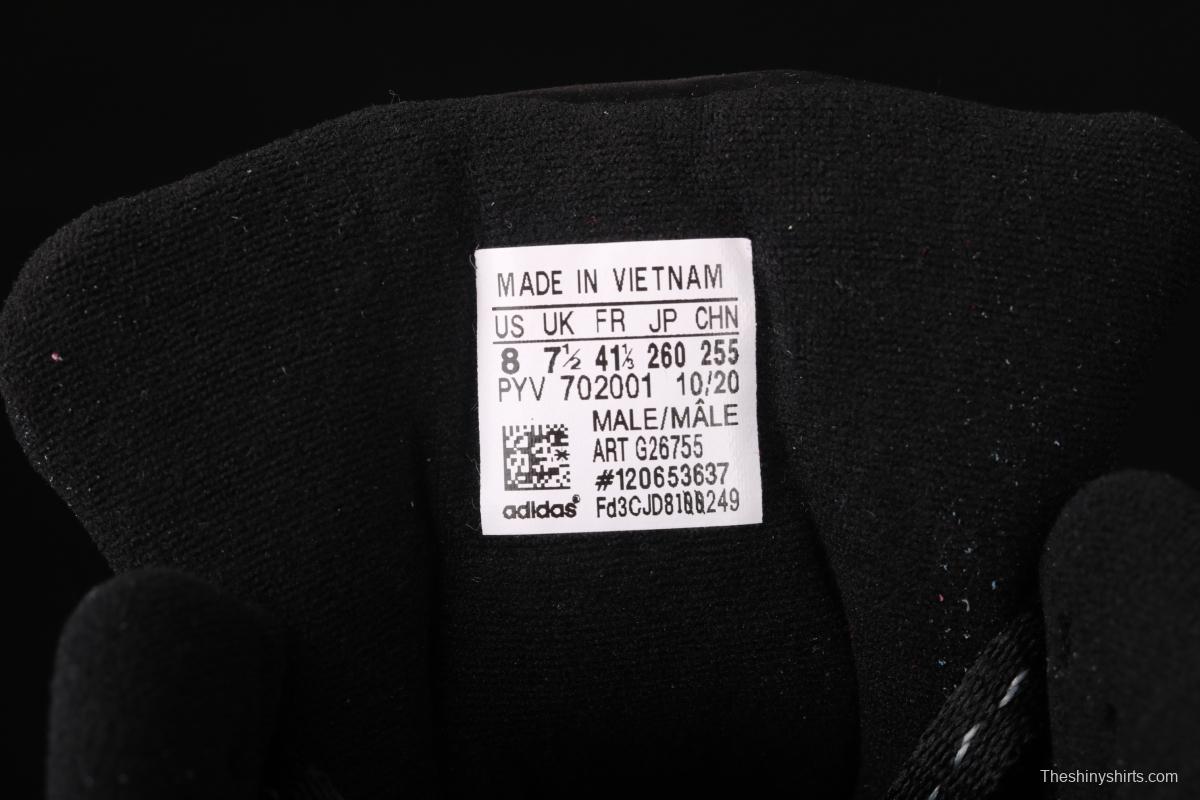 MADE IN VIETNAM
US UK FR JP CHN
8 7½ 41⅓ 260 255
PYV 702001 10/20
MALE/MÂLE
ART G26755
#120653637
adidas®
Theshinyshirts.com